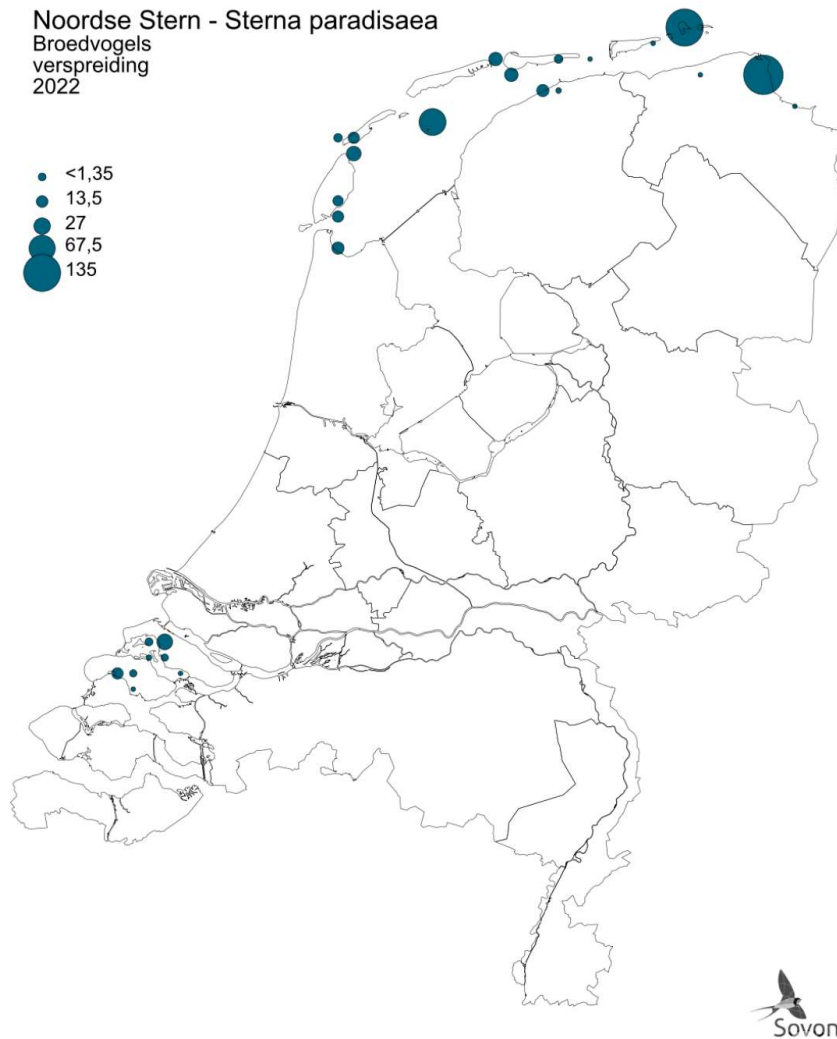 Noordse Stern - Sterna paradisaea
Broedvogels
verspreiding
2022
<1,35
13,5
27
67,5
135
Sovon